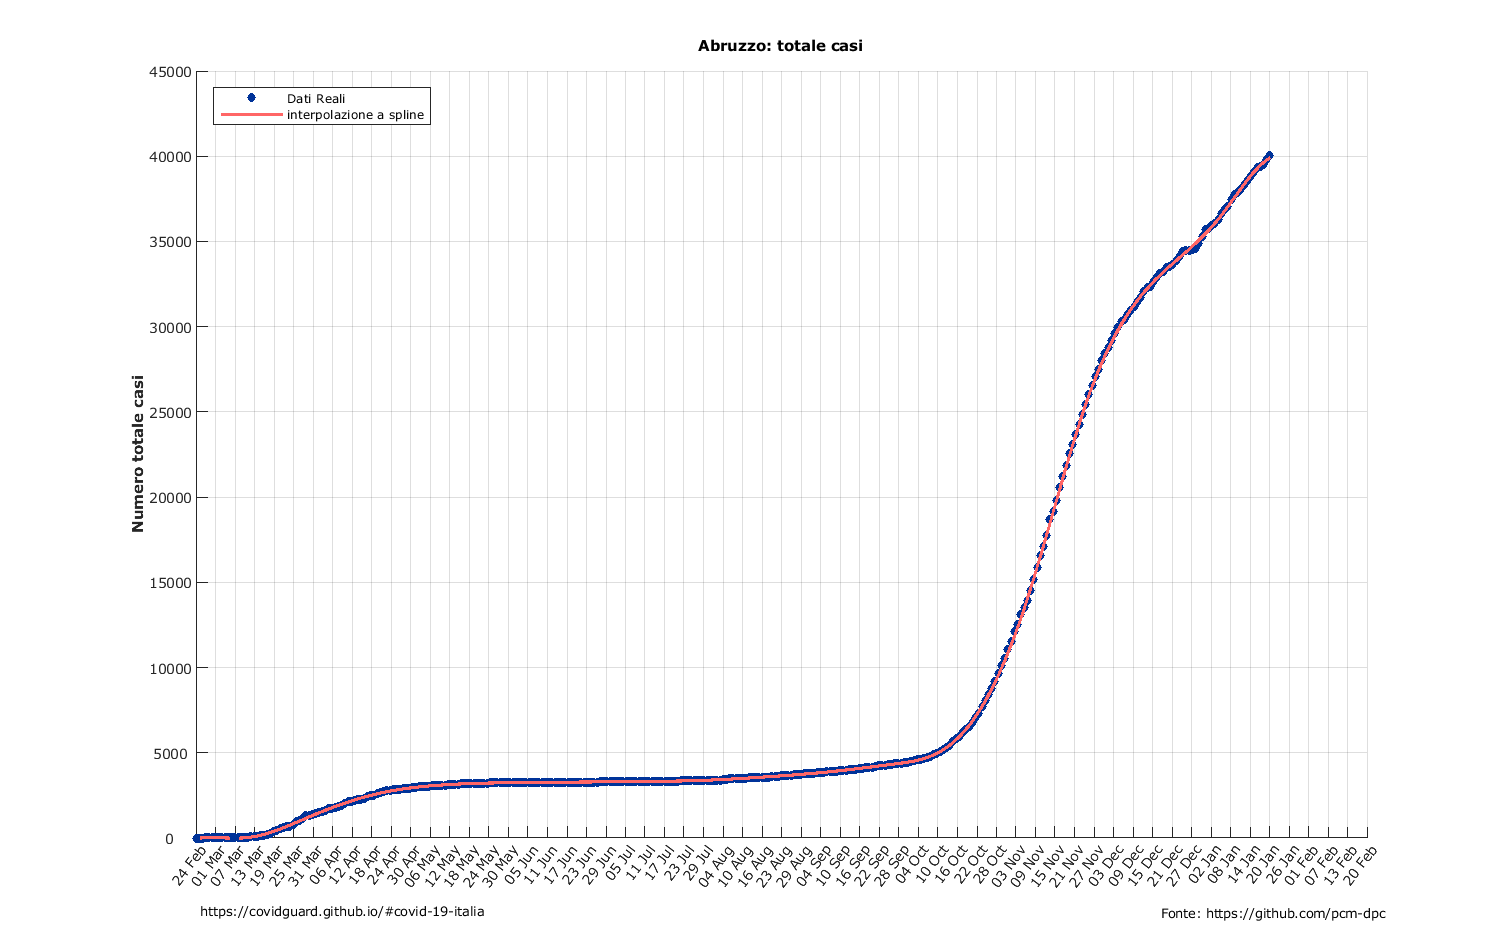 Abruzzo: totale casi
Dati Reali
interpolazione a spline
Numero totale casi
45000
40000
35000
30000
25000
20000
15000
10000
5000
0
24 Feb
01 Mar
07 Mar
13 Mar
19 Mar
25 Mar
31 Mar
06 Apr
12 Apr
18 Apr
24 Apr
30 Apr
06 May
12 May
18 May
24 May
30 May
05 Jun
11 Jun
17 Jun
23 Jun
29 Jun
05 Jul
11 Jul
17 Jul
23 Jul
29 Jul
04 Aug
10 Aug
16 Aug
23 Aug
29 Aug
04 Sep
10 Sep
16 Sep
22 Sep
28 Sep
04 Oct
10 Oct
16 Oct
22 Oct
28 Oct
03 Nov
09 Nov
15 Nov
21 Nov
27 Nov
03 Dec
09 Dec
15 Dec
21 Dec
27 Dec
02 Jan
08 Jan
14 Jan
20 Jan
26 Jan
01 Feb
07 Feb
13 Feb
20 Feb
https://covidguard.github.io/#covid-19-italia
Fonte: https://github.com/pcm-dpc